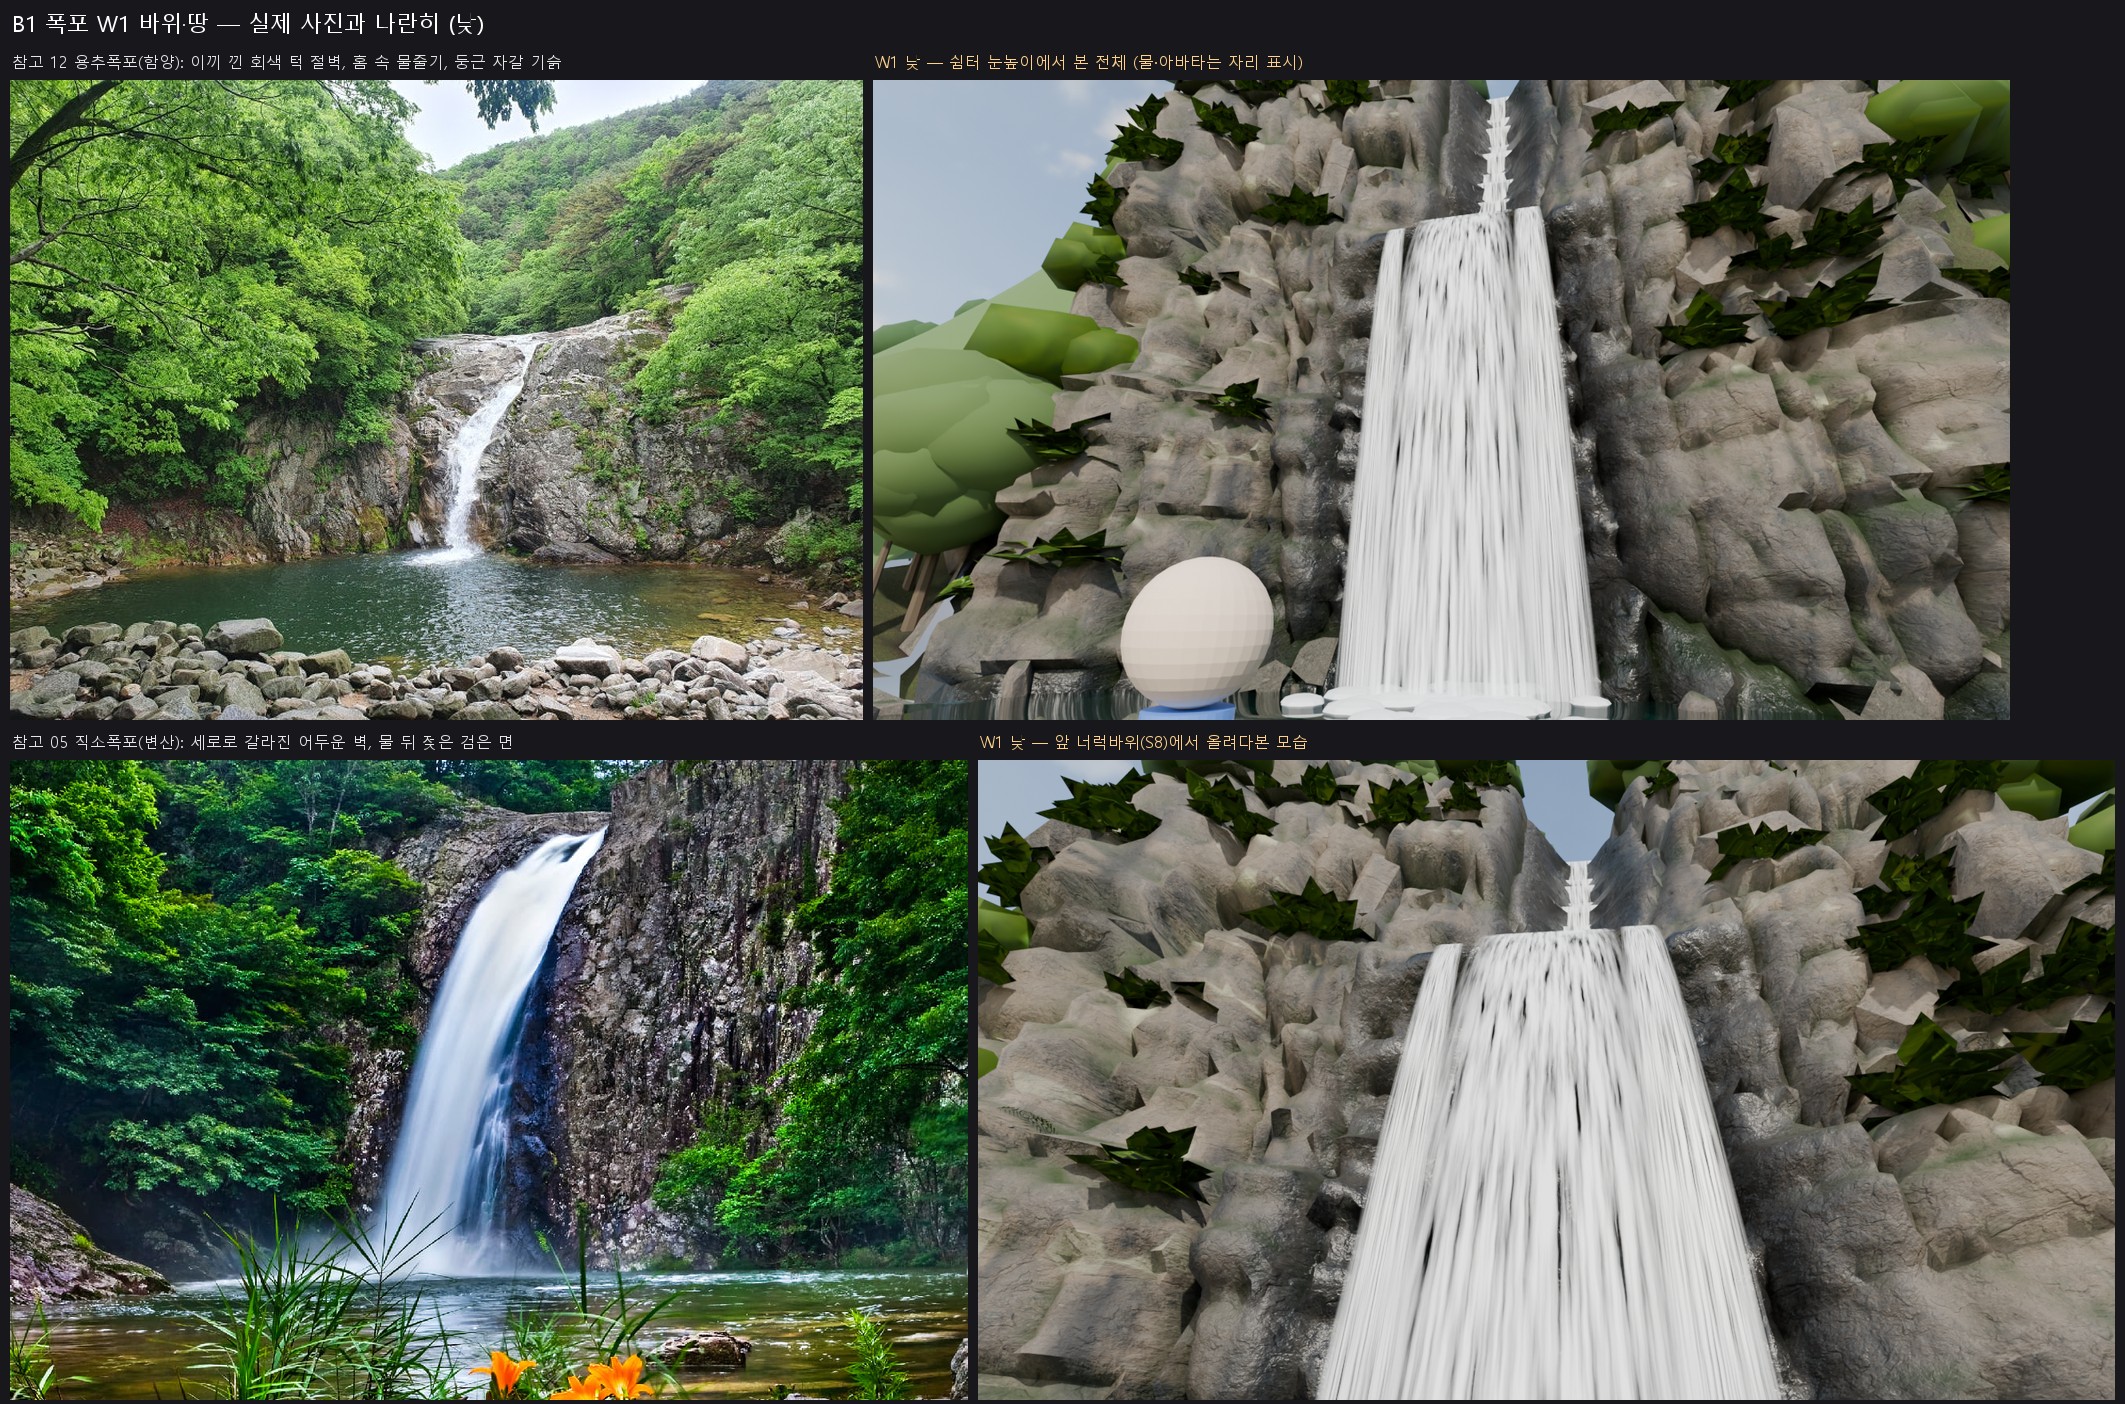 B1 폭포 W1 바위·땅 — 실제 사진과 나란히 (낮)
참고 12 용추폭포(함양): 이끼 낀 회색 턱 절벽, 홈 속 물줄기, 둥근 자갈 기슭
W1 낮 — 쉼터 눈높이에서 본 전체 (물·아바타는 자리 표시)
참고 05 직소폭포(변산): 세로로 갈라진 어두운 벽, 물 뒤 젖은 검은 면
W1 낮 — 앞 너럭바위(S8)에서 올려다본 모습